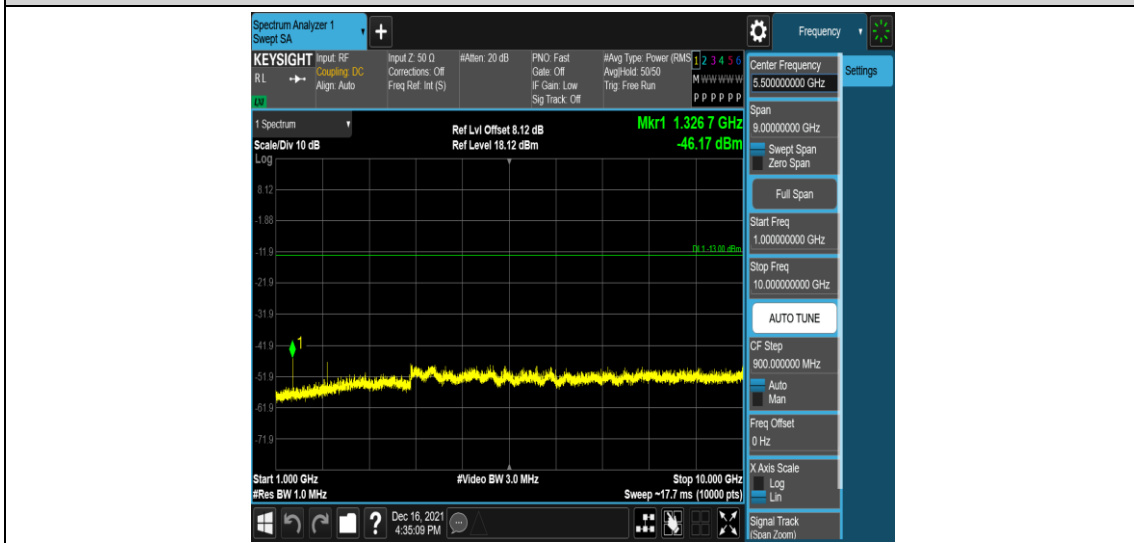 Spectrum Analyzer 1
Swept SA
+
Frequency
KEYSIGHT Input: RF Input Z: 50 Ω #Atten: 20 dB PNO: Fast #Avg Type: Power (RMS 1 2 3 4 5 6
RL Coupling: DC Corrections: Off Gate: Off Avg|Hold: 50/50 M W W W W W
Align: Auto Freq Ref: Int (S) IF Gain: Low Trig: Free Run
Sig Track: Off P P P P P P
1 Spectrum
Ref Lvl Offset 8.12 dB Mkr1 1.326 7 GHz
Scale/Div 10 dB Ref Level 18.12 dBm -46.17 dBm
Log
8.12
-1.88
-11.9 DL1 -13.00 dBm
-21.9
-31.9
-41.9 1
-51.9
-61.9
-71.9
Start 1.000 GHz #Video BW 3.0 MHz Stop 10.000 GHz
#Res BW 1.0 MHz Sweep ~17.7 ms (10000 pts)
Center Frequency
5.500000000 GHz
Settings
Span
9.00000000 GHz
Swept Span
Zero Span
Full Span
Start Freq
1.000000000 GHz
Stop Freq
10.000000000 GHz
AUTO TUNE
CF Step
900.000000 MHz
Auto
Man
Freq Offset
0 Hz
X Axis Scale
Log
Lin
Signal Track
(Span Zoom)
?
Dec 16, 2021
4:35:09 PM